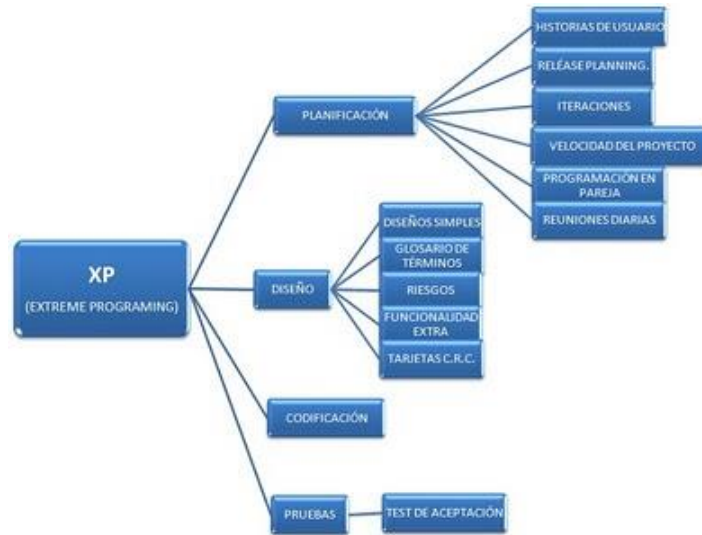 XP
(EXTREME PROGRAMING)
PLANIFICACIÓN
HISTORIAS DE USUARIO
RELÉASE PLANNING.
ITERACIONES
VELOCIDAD DEL PROYECTO
PROGRAMACIÓN EN
PAREJA
REUNIONES DIARIAS
DISEÑO
DISEÑOS SIMPLES
GLOSARIO DE
TÉRMINOS
RIESGOS
FUNCIONALIDAD
EXTRA
TARJETAS C.R.C.
CODIFICACIÓN
PRUEBAS
TEST DE ACEPTACIÓN